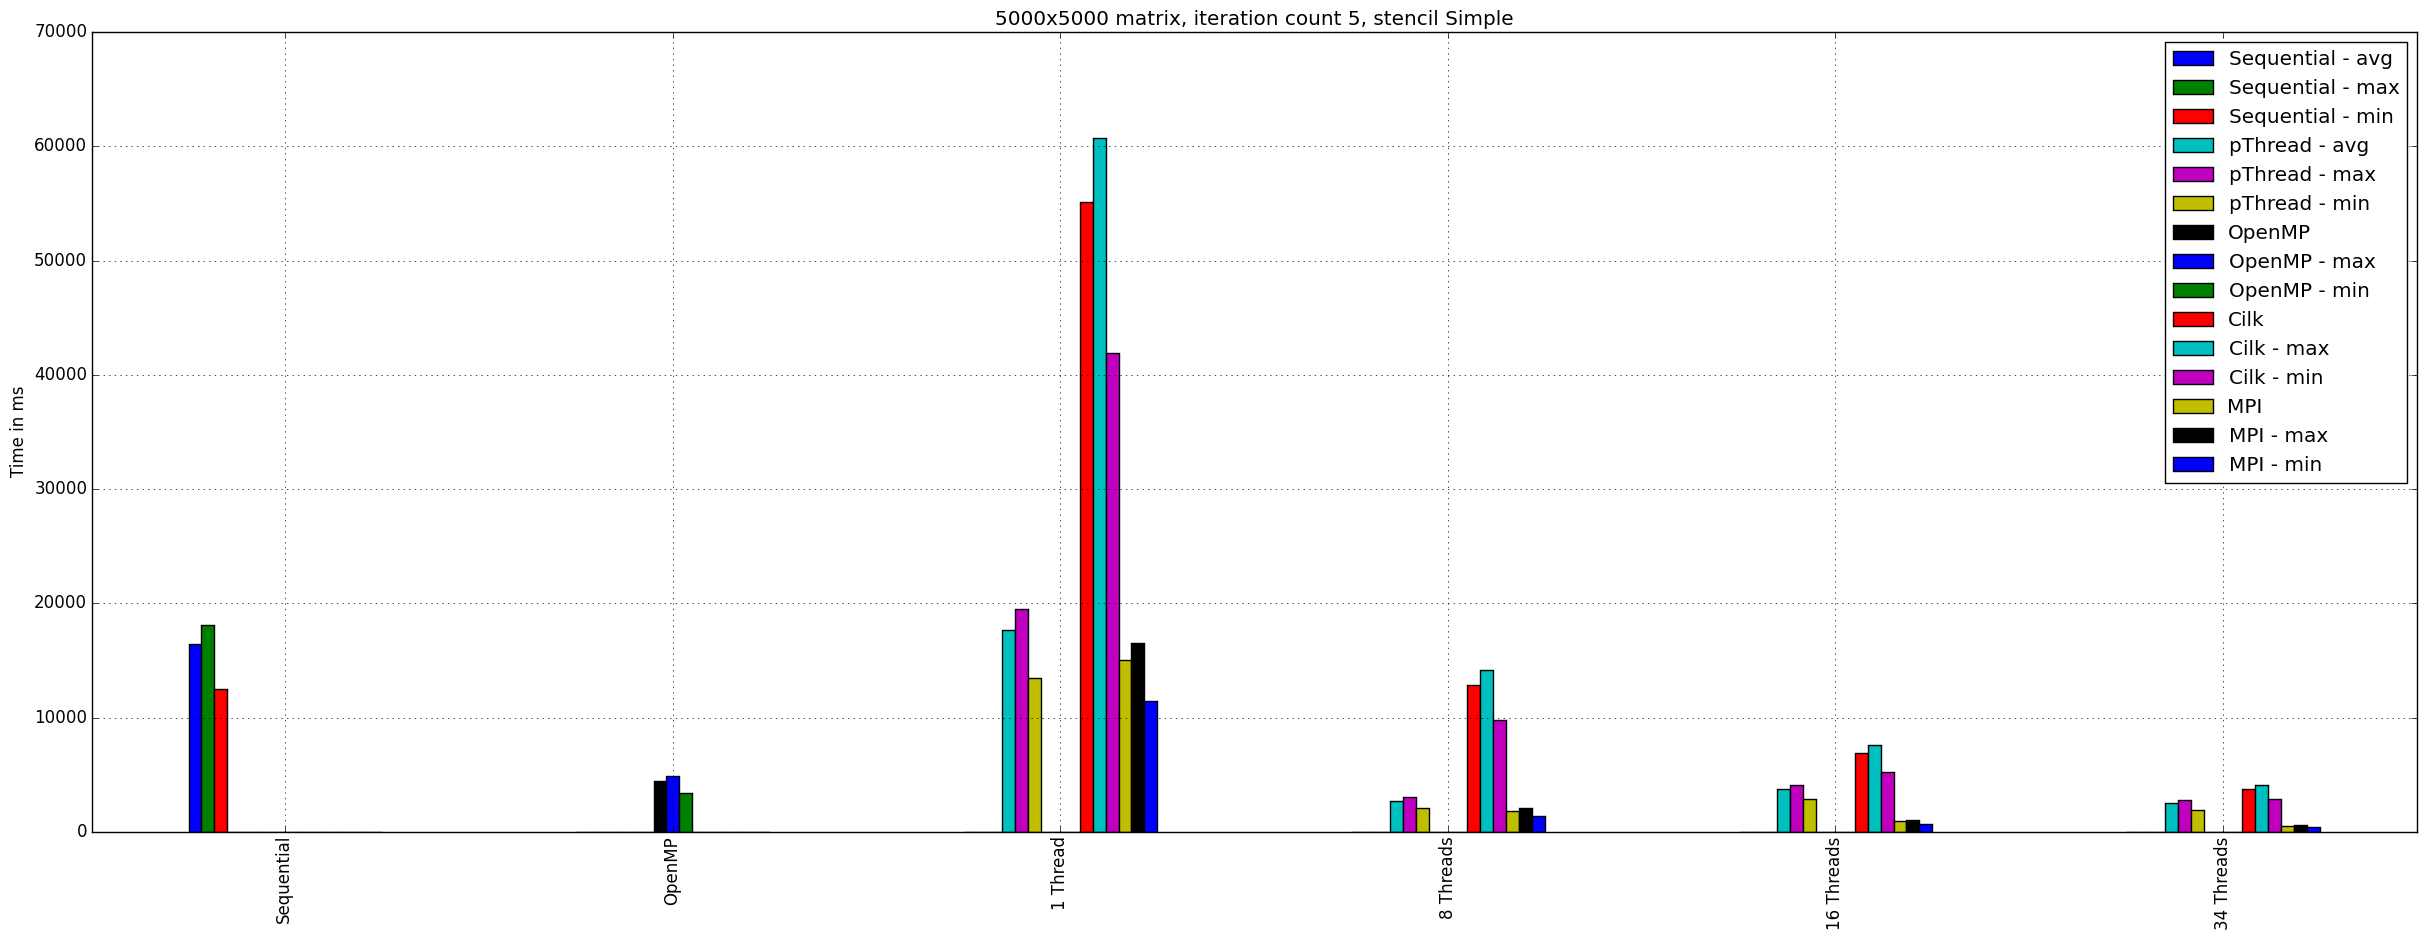 5000x5000 matrix, iteration count 5, stencil Simple
70000
60000
50000
40000
30000
20000
10000
0
Time in ms
Sequential - avg
Sequential - max
Sequential - min
pThread - avg
pThread - max
pThread - min
OpenMP
OpenMP - max
OpenMP - min
Cilk
Cilk - max
Cilk - min
MPI
MPI - max
MPI - min
Sequential
OpenMP
1 Thread
8 Threads
16 Threads
34 Threads